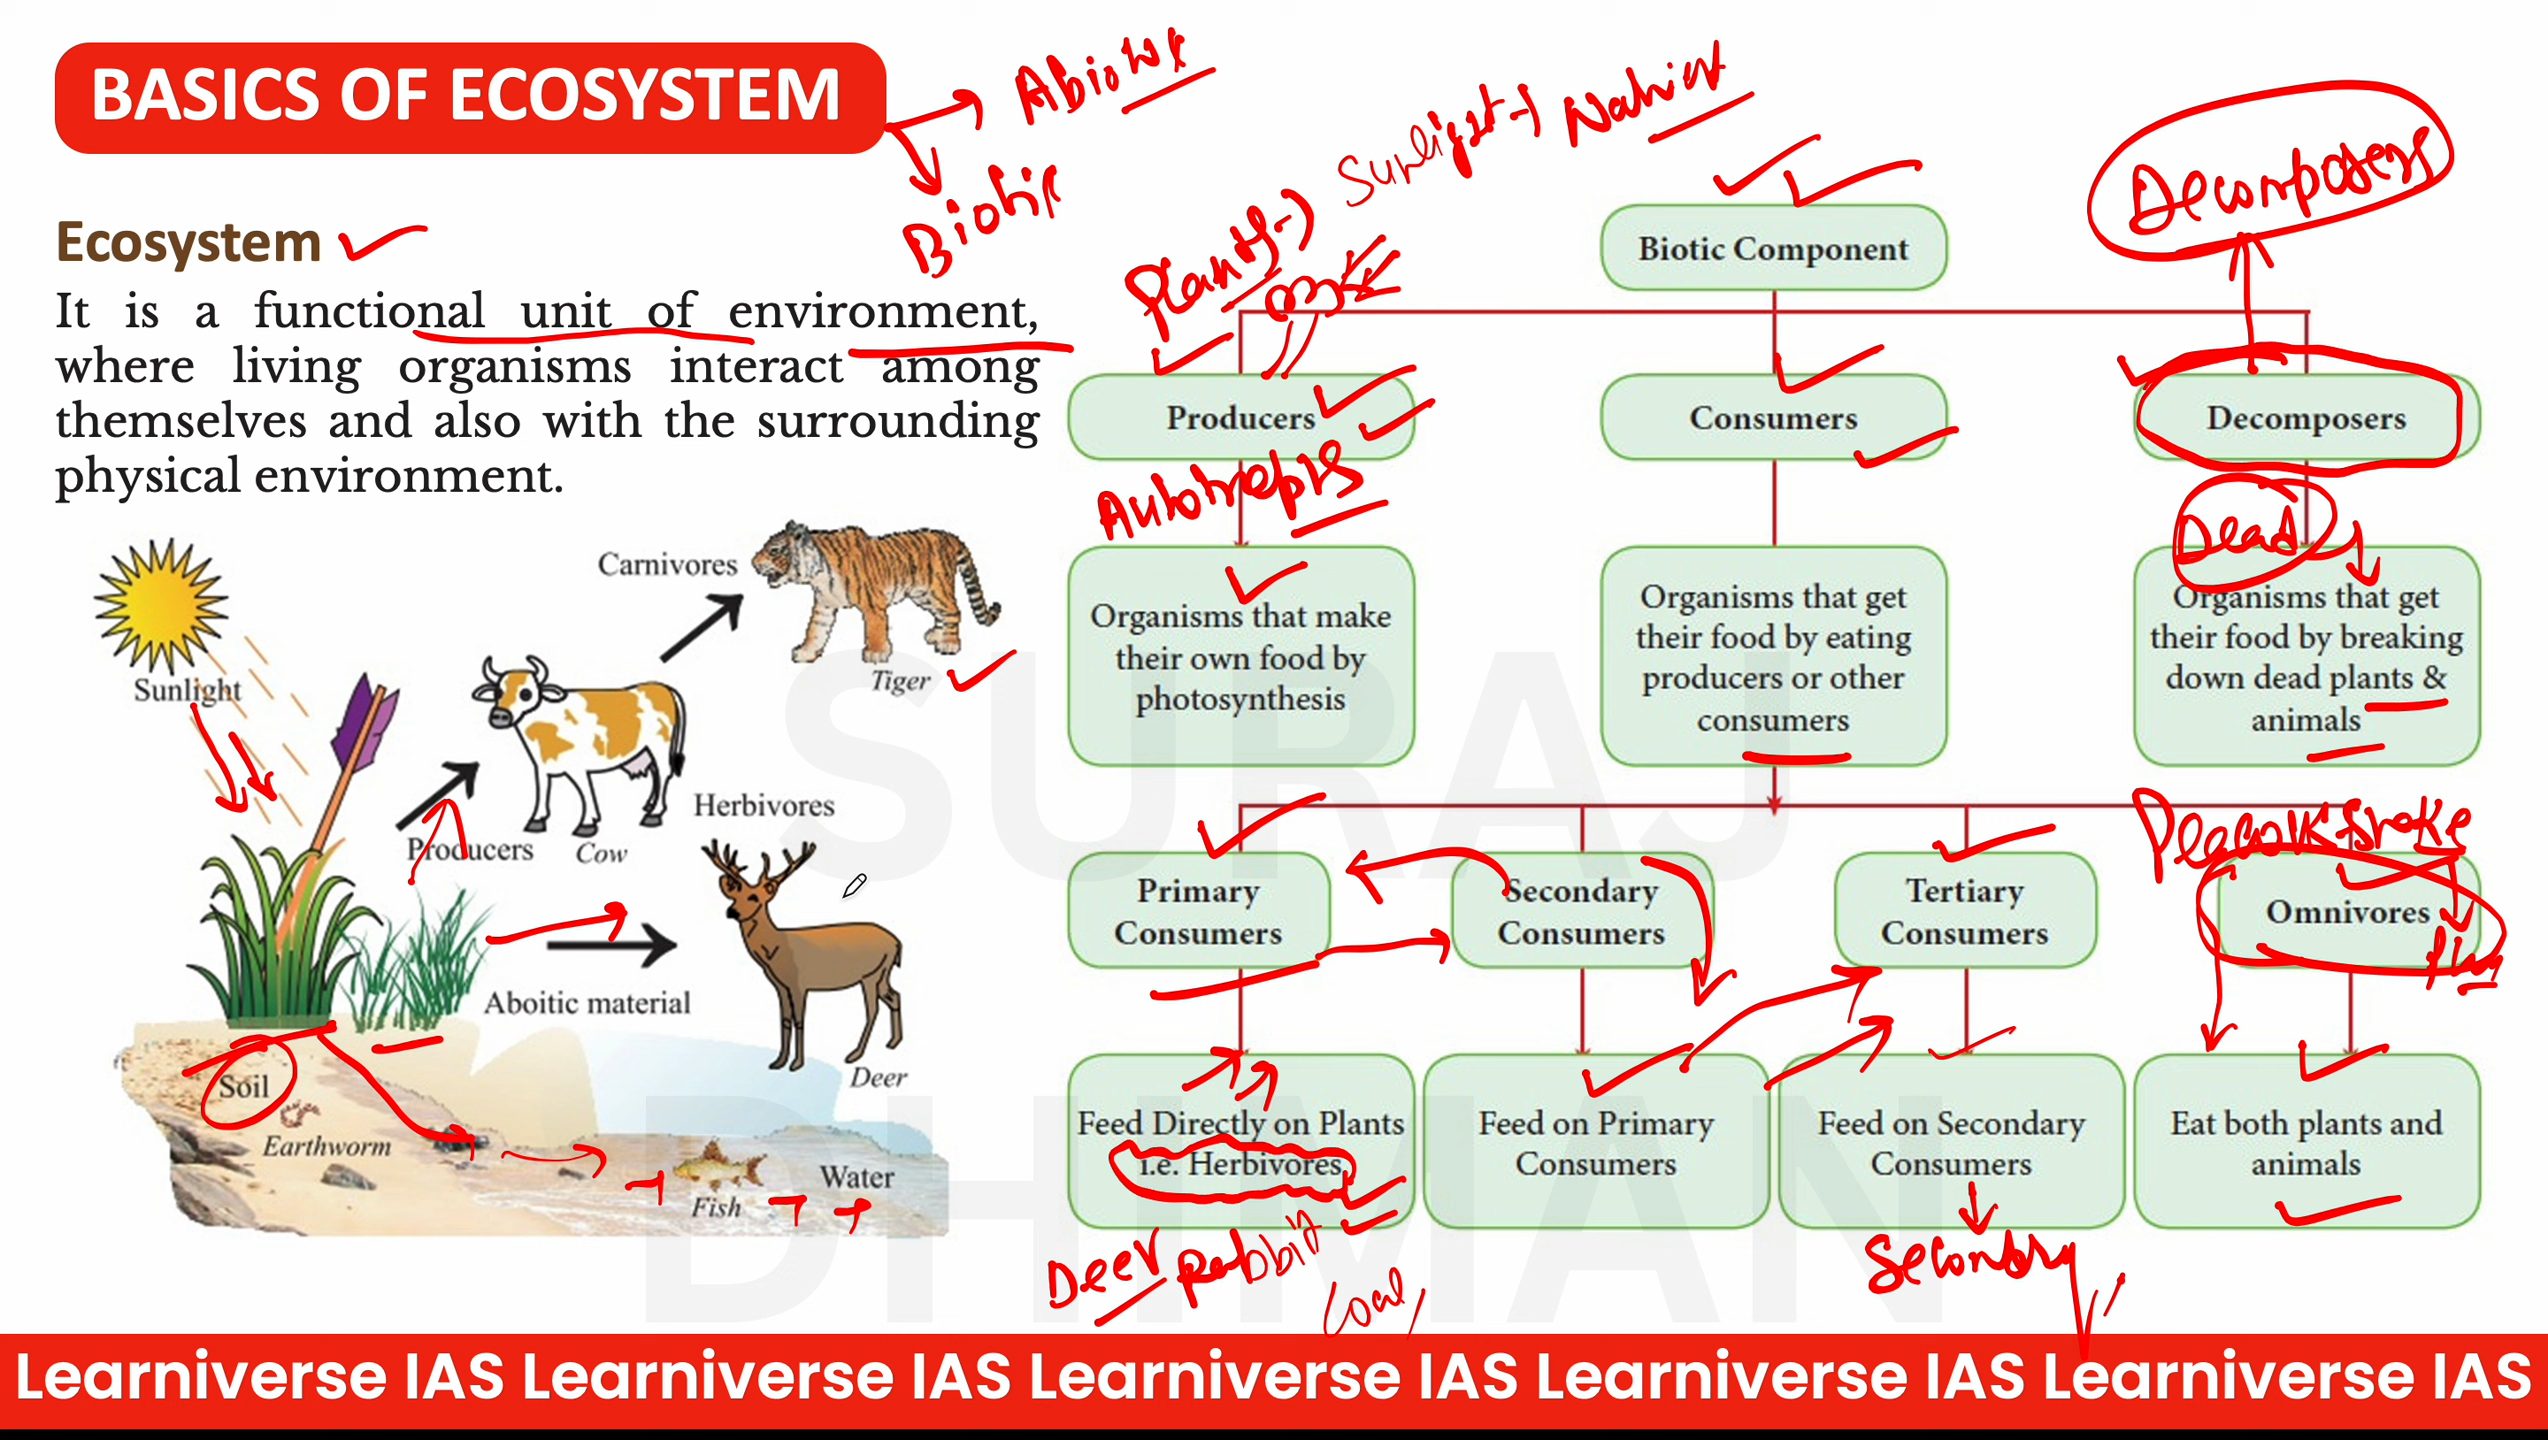 BASICS OF ECOSYSTEM
Abiotic
Biotic
Ecosystem
It is a functional unit of environment,
where living organisms interact among
themselves and also with the surrounding
physical environment.
Sunlight
Carnivores
Tiger
Producers
Cow
Herbivores
Aboitic material
Deer
Soil
Earthworm
Fish
Water
Plants
Sunlight
Biotic Component
Decomposers
Producers
Consumers
Decomposers
Dead
Organisms that make
their own food by
photosynthesis
Organisms that get
their food by eating
producers or other
consumers
Organisms that get
their food by breaking
down dead plants &
animals
Peacock Snake
Primary
Consumers
Secondary
Consumers
Tertiary
Consumers
Omnivores
Feed Directly on Plants
i.e. Herbivores
Feed on Primary
Consumers
Feed on Secondary
Consumers
Eat both plants and
animals
Deer rabbit
SURAJ
DHIMAN
Learniverse IAS Learniverse IAS Learniverse IAS Learniverse IAS Learniverse IAS